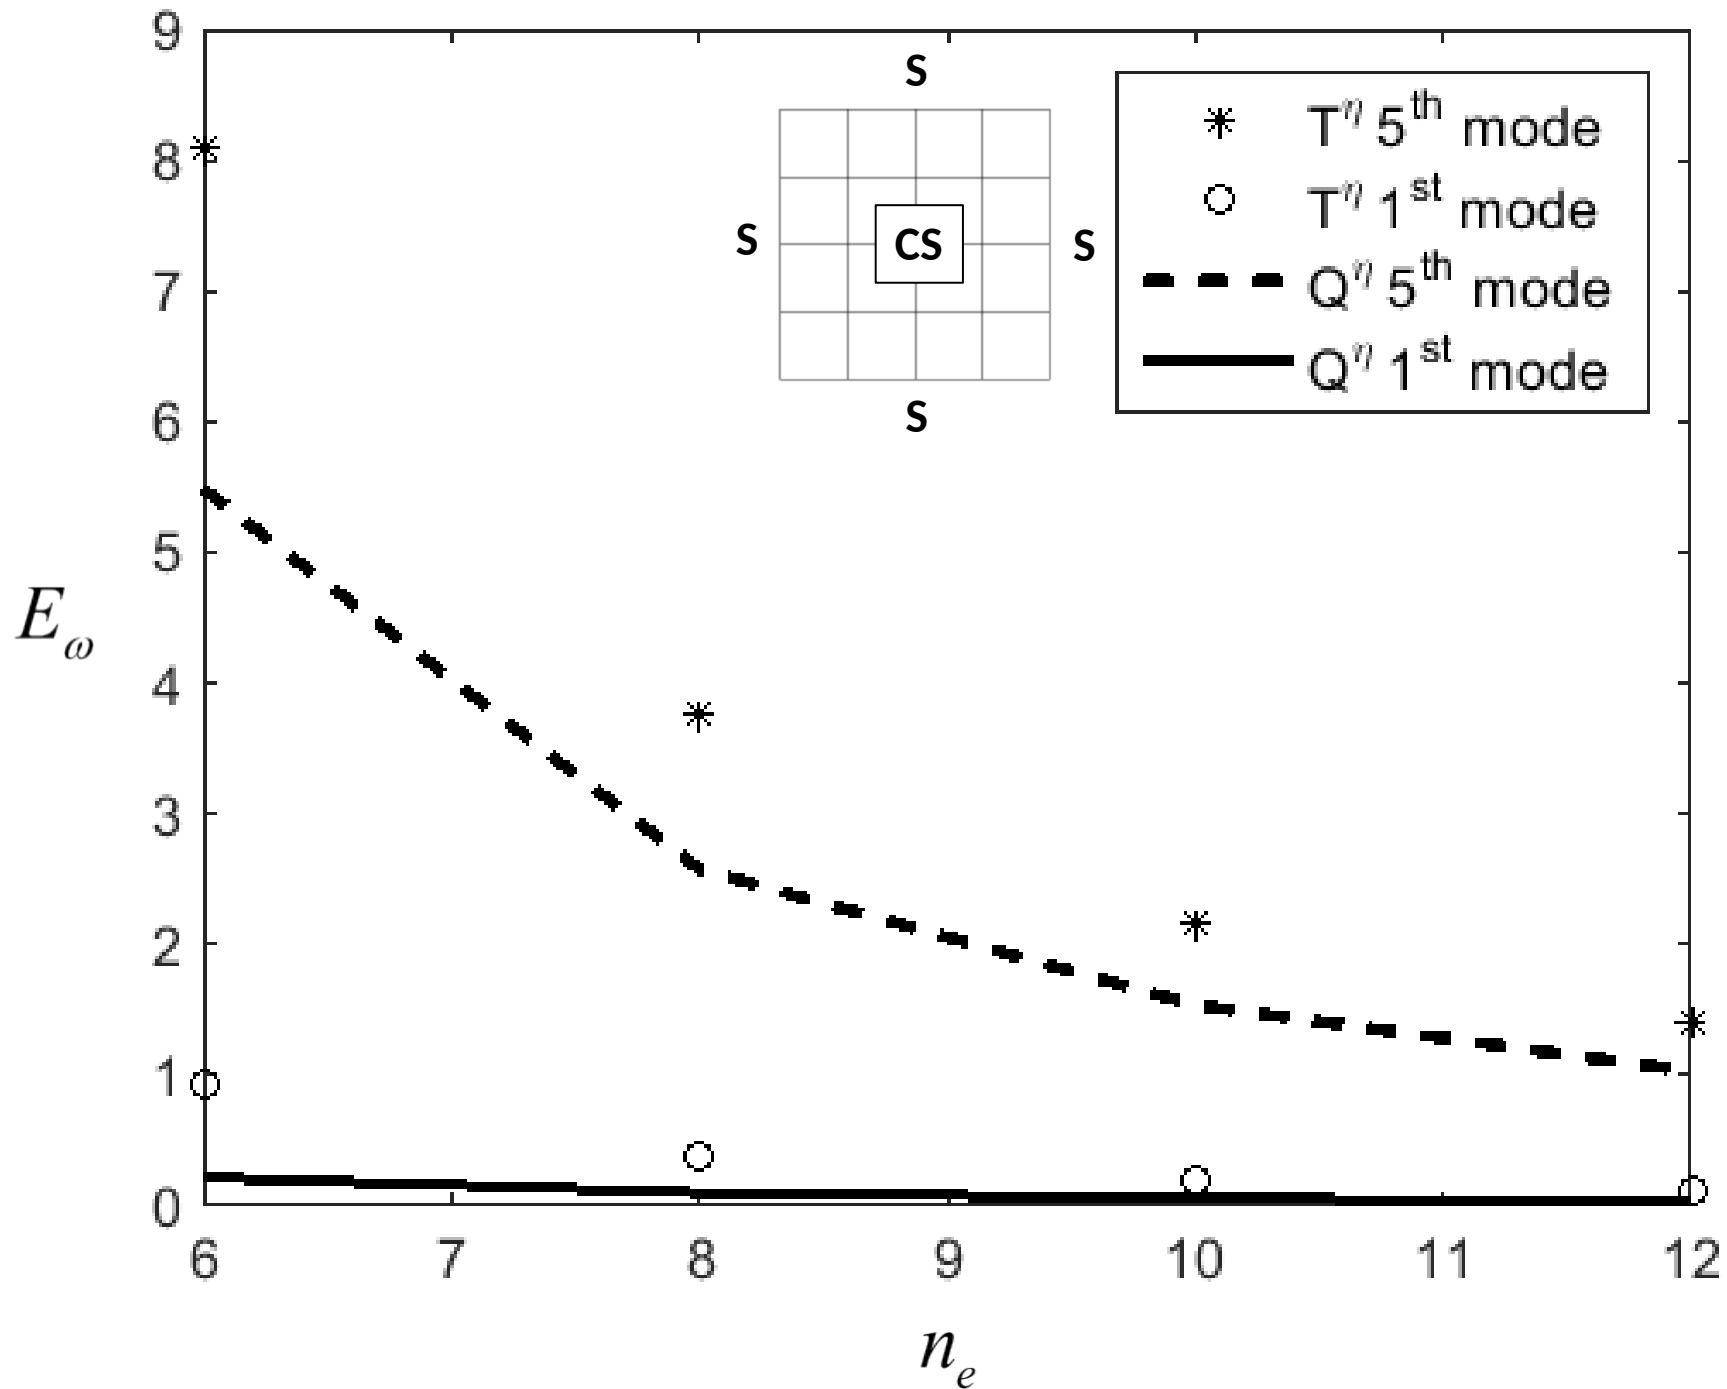 9
8
7
6
5
4
3
2
1
0
E_ω
S
S
CS
S
S
T^η 5^th mode
T^η 1^st mode
Q^η 5^th mode
Q^η 1^st mode
6 7 8 9 10 11 12
n_e